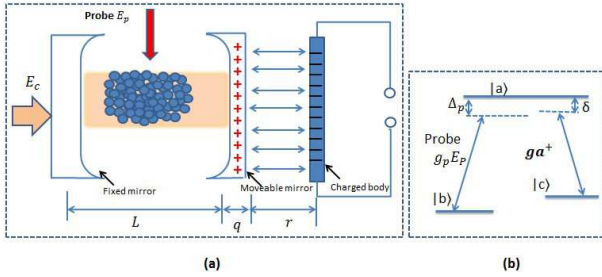 Probe E_p
E_c
Fixed mirror
Moveable mirror
Charged body
L
q
r
(a)
|a⟩
Δ_p
δ
Probe
g_pE_P
ga⁺
|b⟩
|c⟩
(b)